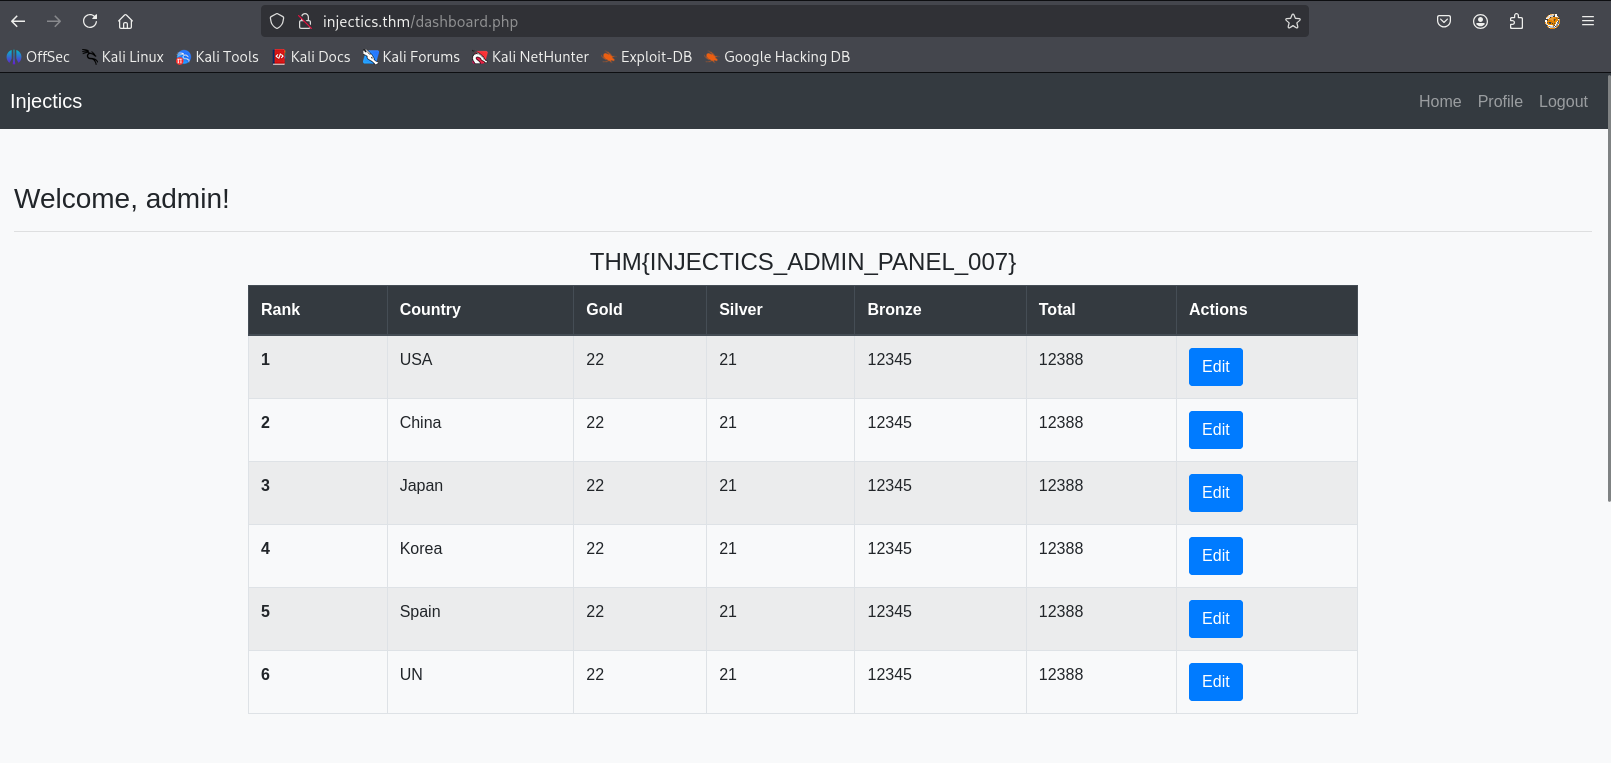 injectics.thm/dashboard.php
OffSec Kali Linux Kali Tools Kali Docs Kali Forums Kali NetHunter Exploit-DB Google Hacking DB
Injectics Home Profile Logout
Welcome, admin!
THM{INJECTICS_ADMIN_PANEL_007}
Rank Country Gold Silver Bronze Total Actions
1 USA 22 21 12345 12388 Edit
2 China 22 21 12345 12388 Edit
3 Japan 22 21 12345 12388 Edit
4 Korea 22 21 12345 12388 Edit
5 Spain 22 21 12345 12388 Edit
6 UN 22 21 12345 12388 Edit